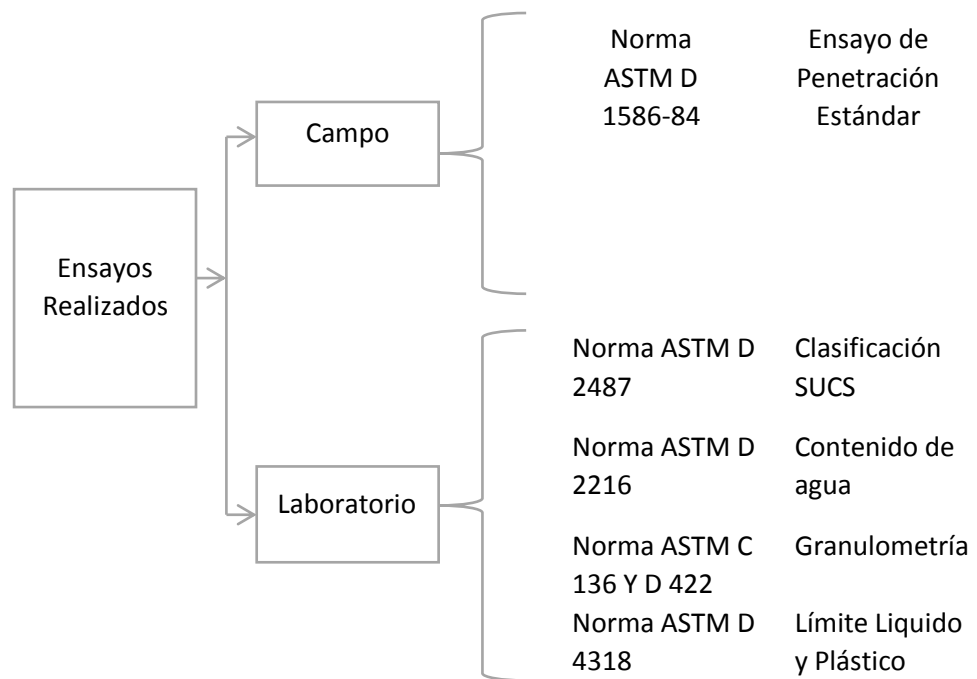 Ensayos
Realizados
Campo
Norma
ASTM D
1586-84
Ensayo de
Penetración
Estándar
Laboratorio
Norma ASTM D
2487
Clasificación
SUCS
Norma ASTM D
2216
Contenido de
agua
Norma ASTM C
136 Y D 422
Granulometría
Norma ASTM D
4318
Límite Liquido
y Plástico